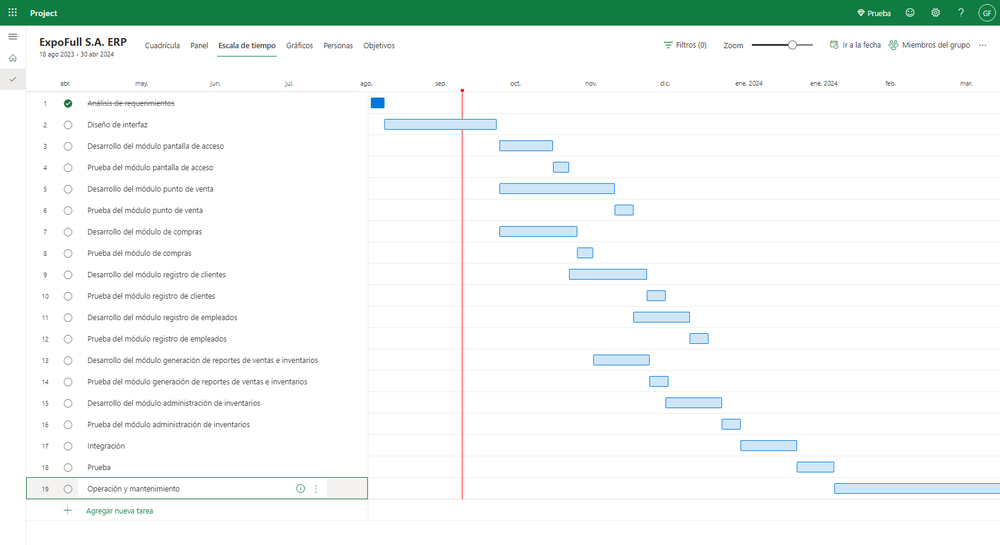 Project
Prueba
?
GF
ExpoFull S.A. ERP
18 ago 2023 - 30 abr 2024
Cuadrícula
Panel
Escala de tiempo
Gráficos
Personas
Objetivos
Filtros (0)
Zoom
Ir a la fecha
Miembros del grupo
abr. may. jun. jul. ago. sep. oct. nov. dic. ene. 2024 ene. 2024 feb. mar.
1 Análisis de requerimientos
2 Diseño de interfaz
3 Desarrollo del módulo pantalla de acceso
4 Prueba del módulo pantalla de acceso
5 Desarrollo del módulo punto de venta
6 Prueba del módulo punto de venta
7 Desarrollo del módulo de compras
8 Prueba del módulo de compras
9 Desarrollo del módulo registro de clientes
10 Prueba del módulo registro de clientes
11 Desarrollo del módulo registro de empleados
12 Prueba del módulo registro de empleados
13 Desarrollo del módulo generación de reportes de ventas e inventarios
14 Prueba del módulo generación de reportes de ventas e inventarios
15 Desarrollo del módulo administración de inventarios
16 Prueba del módulo administración de inventarios
17 Integración
18 Prueba
19 Operación y mantenimiento
Agregar nueva tarea